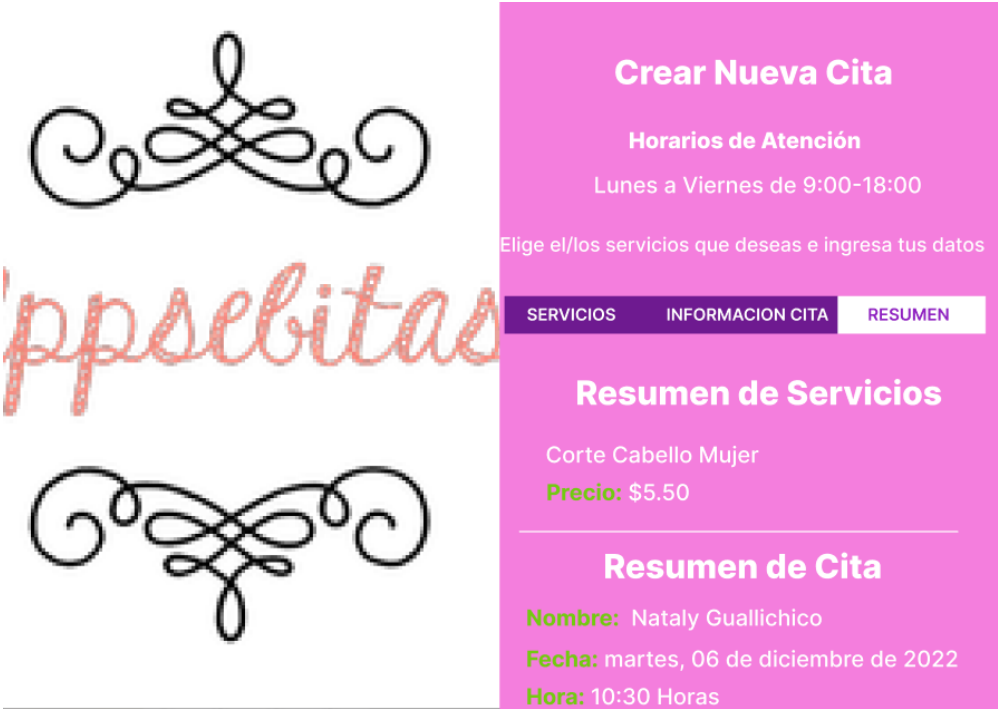 ppsebitas
Crear Nueva Cita
Horarios de Atención
Lunes a Viernes de 9:00-18:00
Elige el/los servicios que deseas e ingresa tus datos
SERVICIOS
INFORMACION CITA
RESUMEN
Resumen de Servicios
Corte Cabello Mujer
Precio: $5.50
Resumen de Cita
Nombre: Nataly Guallichico
Fecha: martes, 06 de diciembre de 2022
Hora: 10:30 Horas